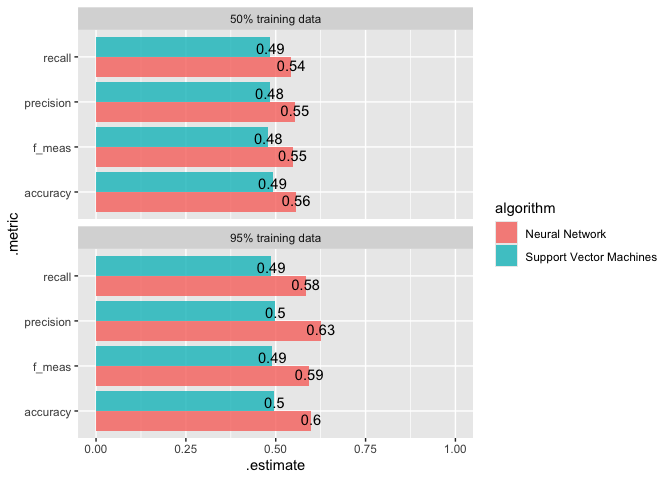 50% training data
recall
0.49
0.54
precision
0.48
0.55
f_meas
0.48
0.55
accuracy
0.49
0.56
.metric
95% training data
recall
0.49
0.58
precision
0.5
0.63
f_meas
0.49
0.59
accuracy
0.5
0.6
0.00 0.25 0.50 0.75 1.00
.estimate
algorithm
Neural Network
Support Vector Machines